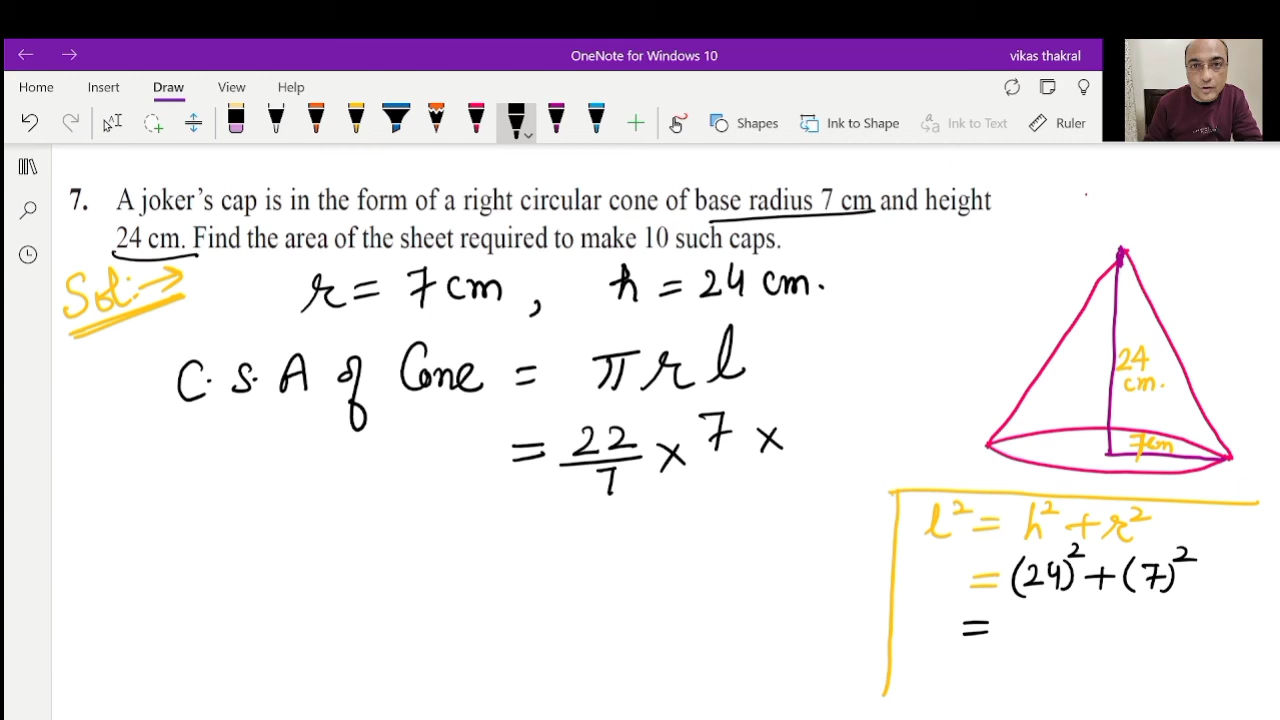 OneNote for Windows 10
vikas thakral
Home Insert Draw View Help
Shapes Ink to Shape Ink to Text Ruler
7. A joker's cap is in the form of a right circular cone of base radius 7 cm and height
24 cm. Find the area of the sheet required to make 10 such caps.
Sol:→
r = 7cm, h = 24 cm.
C.S.A of Cone = πrl
= 22/7 × 7 ×
24
cm.
7cm
l² = h² + r²
= (24)² + (7)²
=